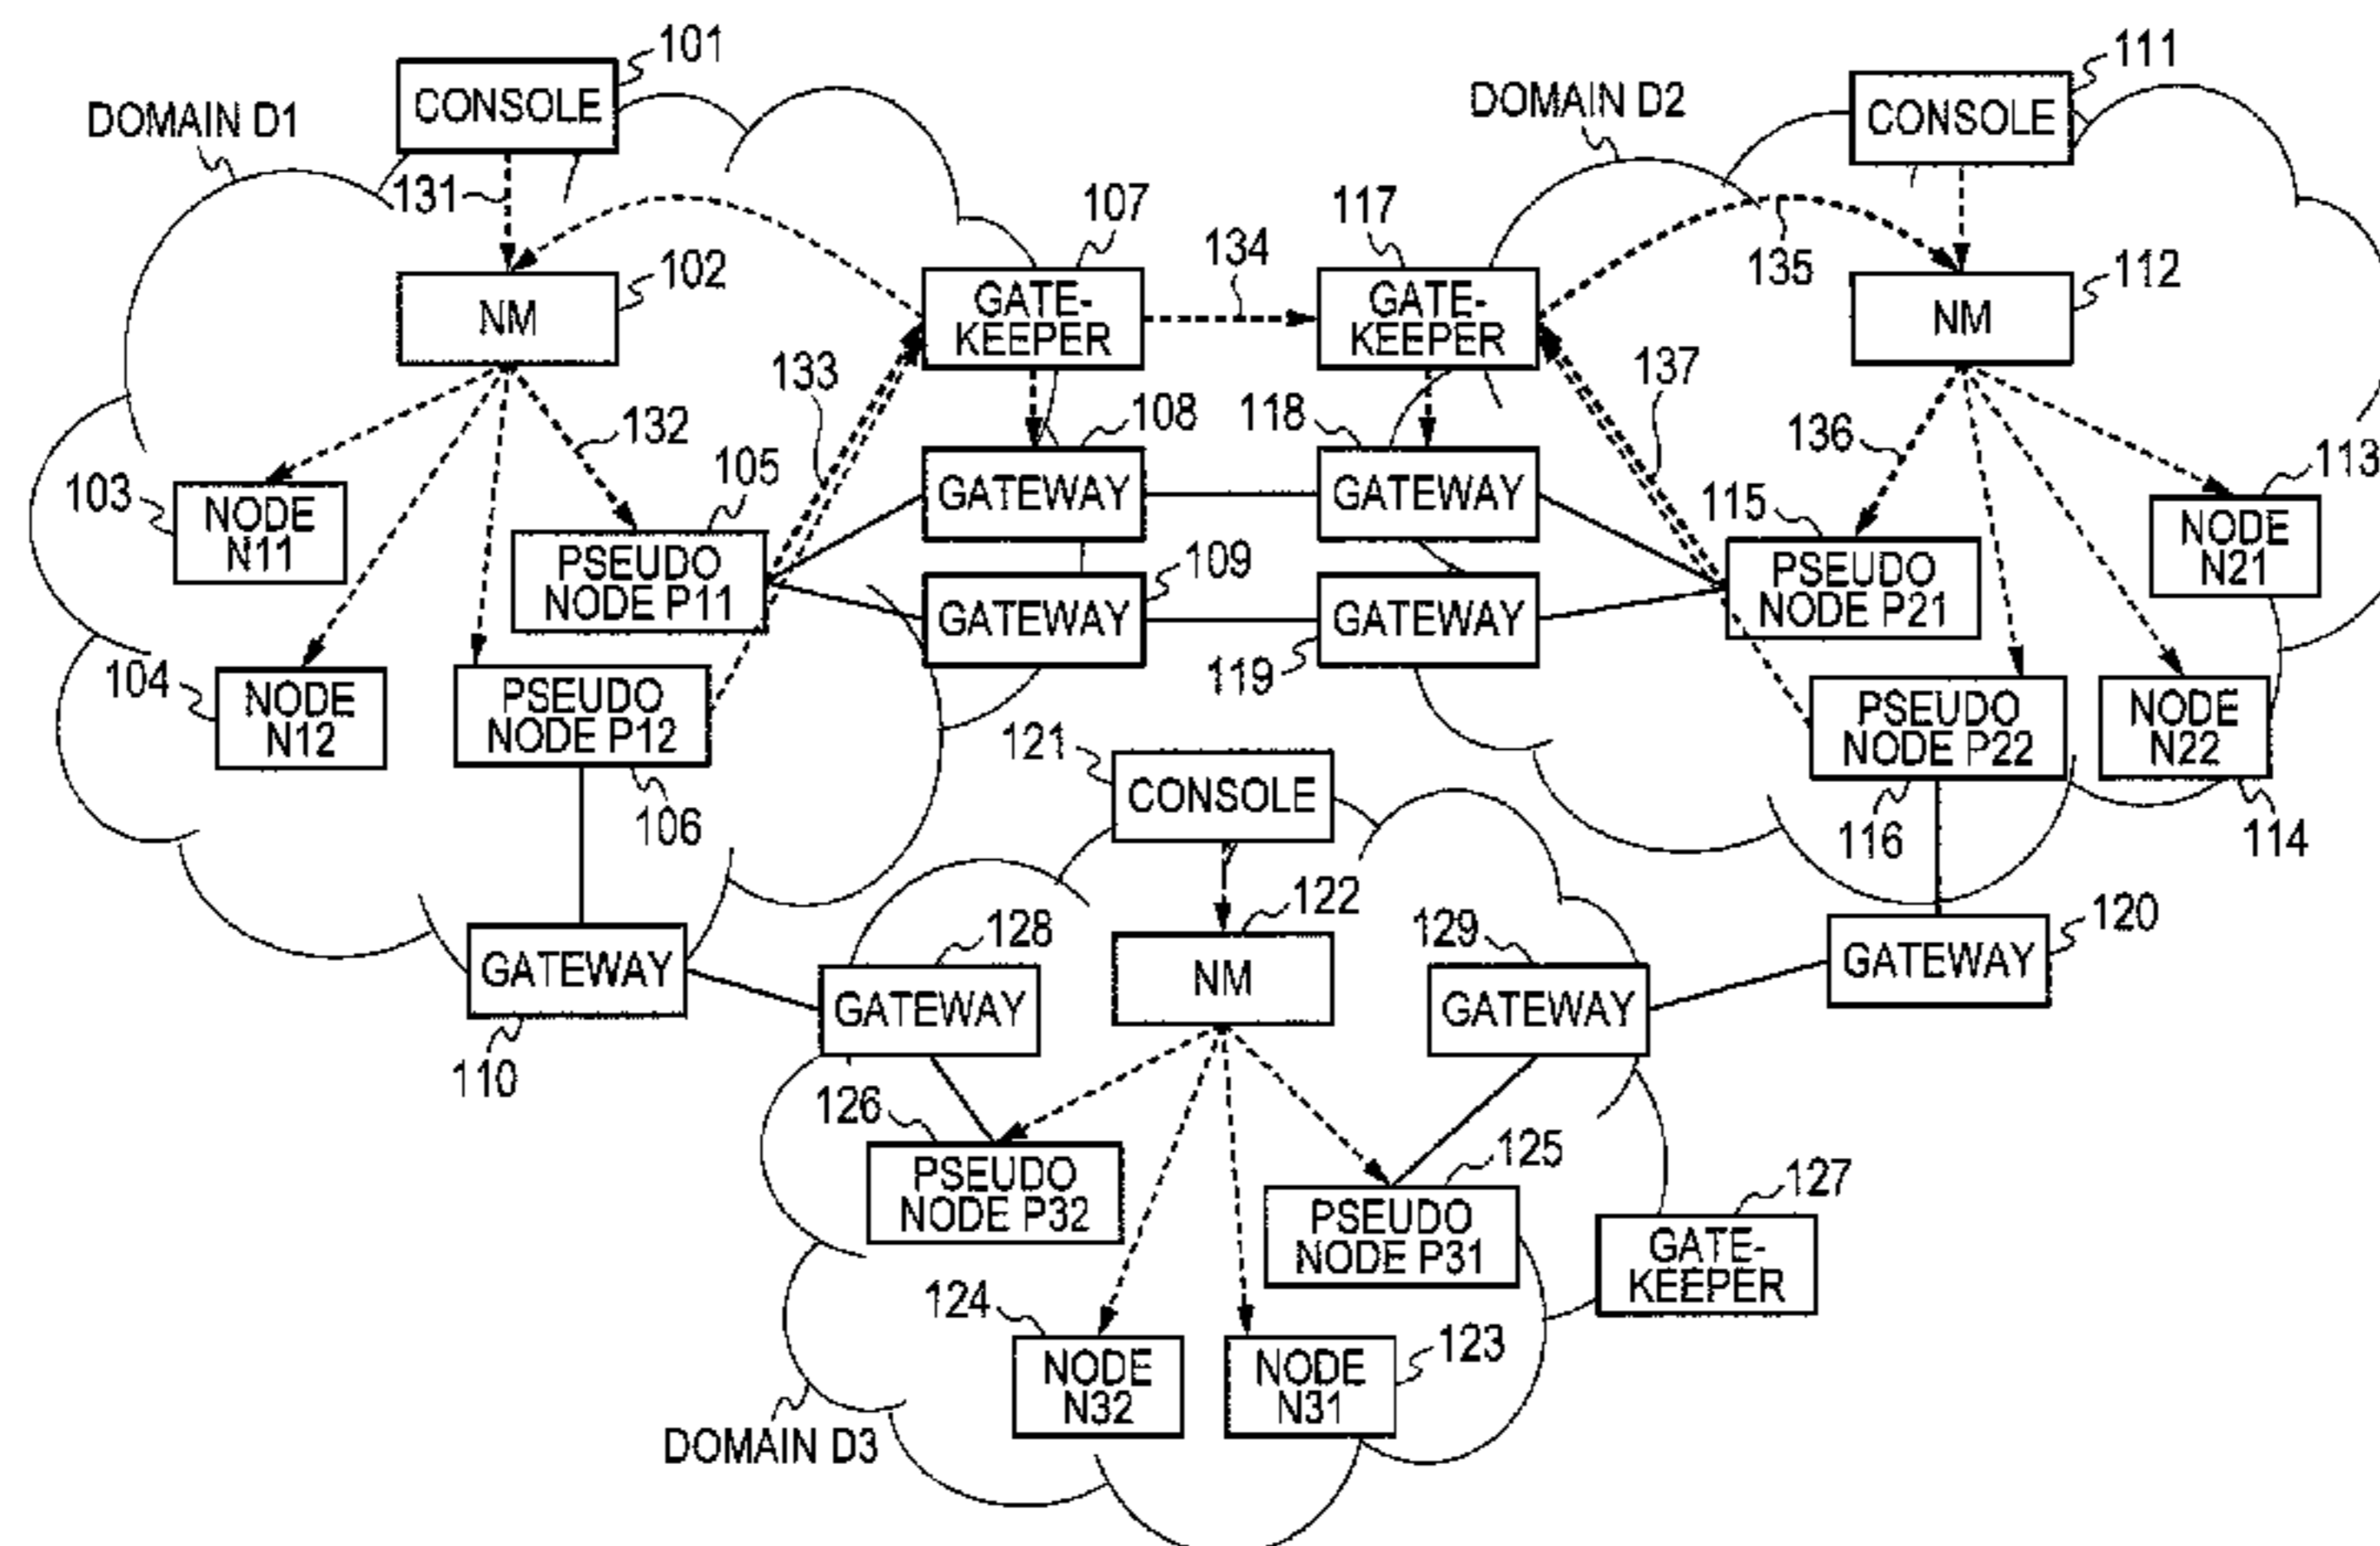 101
111
DOMAIN D1
CONSOLE
DOMAIN D2
CONSOLE
131
107
117
134
135
102
112
NM
GATE-
KEEPER
GATE-
KEEPER
NM
133
137
132
108
118
136
113
103
105
NODE
N11
GATEWAY
GATEWAY
115
NODE
N21
PSEUDO
NODE P11
109
PSEUDO
NODE P21
GATEWAY
GATEWAY
104
119
NODE
N12
PSEUDO
NODE P12
PSEUDO
NODE P22
NODE
N22
121
CONSOLE
106
116
114
122
128
129
120
GATEWAY
NM
GATEWAY
GATEWAY
GATEWAY
110
126
125
PSEUDO
NODE P32
127
PSEUDO
NODE P31
GATE-
KEEPER
124
123
NODE
N32
NODE
N31
DOMAIN D3